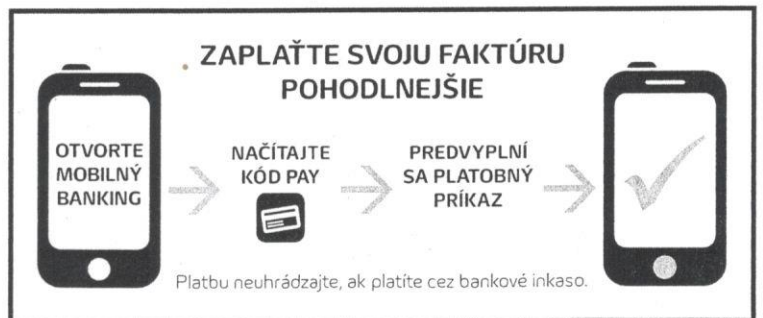 ZAPLAŤTE SVOJU FAKTÚRU
POHODLNEJŠIE
OTVORTE
MOBILNÝ
BANKING
NAČÍTAJTE
KÓD PAY
PREDVYPLNÍ
SA PLATOBNÝ
PRÍKAZ
Platbu neuhrádzajte, ak platíte cez bankové inkaso.